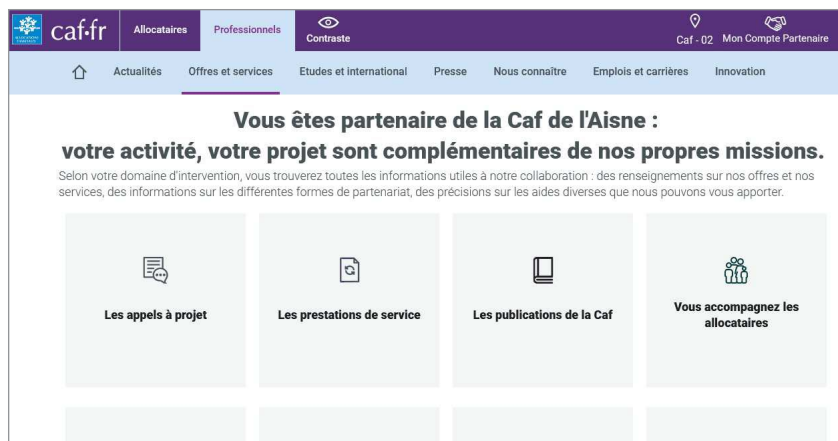 caf.fr
Allocataires
Professionnels
Contraste
Caf - 02
Mon Compte Partenaire
Actualités
Offres et services
Etudes et international
Presse
Nous connaître
Emplois et carrières
Innovation
Vous êtes partenaire de la Caf de l'Aisne :
votre activité, votre projet sont complémentaires de nos propres missions.
Selon votre domaine d'intervention, vous trouverez toutes les informations utiles à notre collaboration : des renseignements sur nos offres et nos
services, des informations sur les différentes formes de partenariat, des précisions sur les aides diverses que nous pouvons vous apporter.
Les appels à projet
Les prestations de service
Les publications de la Caf
Vous accompagnez les
allocataires